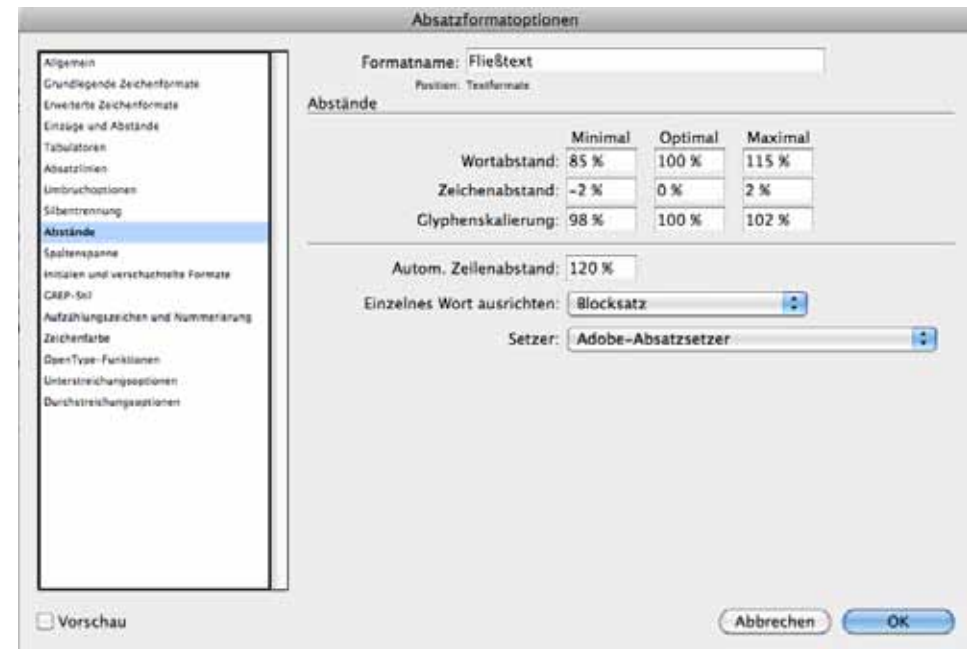 Absatzformatoptionen
Allgemein
Grundlegende Zeichenformate
Erweiterte Zeichenformate
Einzüge und Abstände
Tabulatoren
Absatzlinien
Umbruchoptionen
Silbentrennung
Abstände
Spaltenspanne
Initialen und verschachtelte Formate
GREP-Stil
Aufzählungszeichen und Nummerierung
Zeichenfarbe
OpenType-Funktionen
Unterstreichungsoptionen
Durchstreichungsoptionen
Formatname: Fließtext
Position: Textformate
Abstände
Minimal Optimal Maximal
Wortabstand: 85 % 100 % 115 %
Zeichenabstand: -2 % 0 % 2 %
Glyphenskalierung: 98 % 100 % 102 %
Autom. Zeilenabstand: 120 %
Einzelnes Wort ausrichten: Blocksatz
Setzer: Adobe-Absatzsetzer
Vorschau
Abbrechen OK